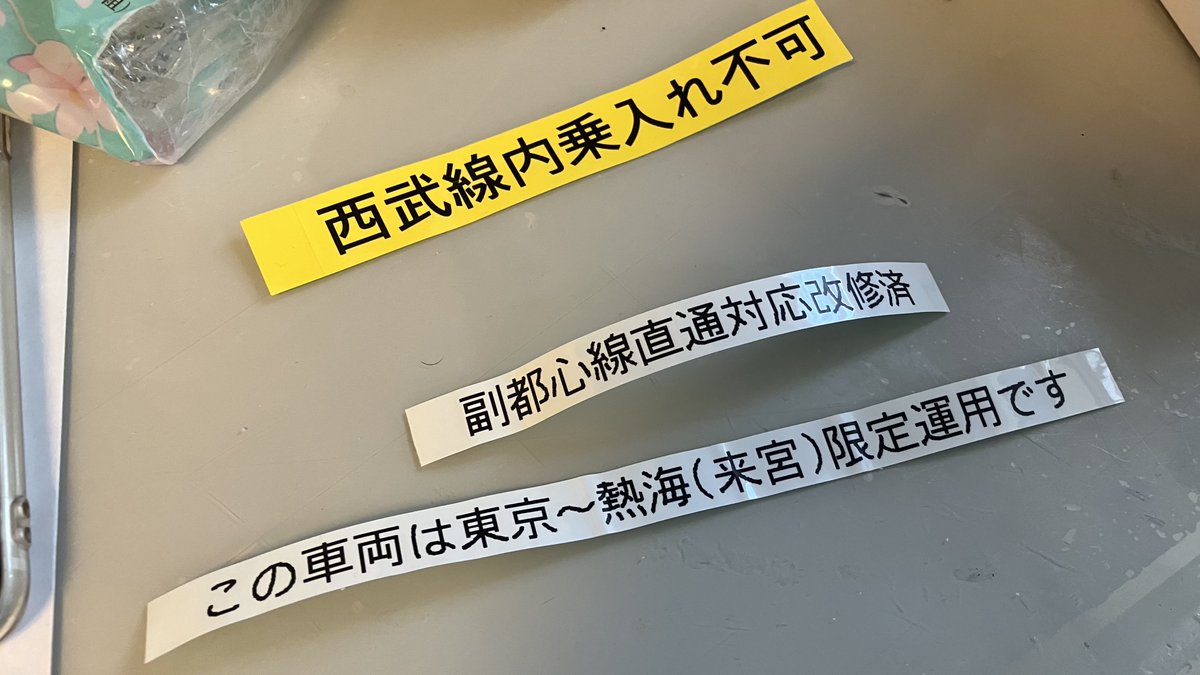 西武線内乗入れ不可
副都心線直通対応改修済
この車両は東京～熱海(来宮)限定運用です